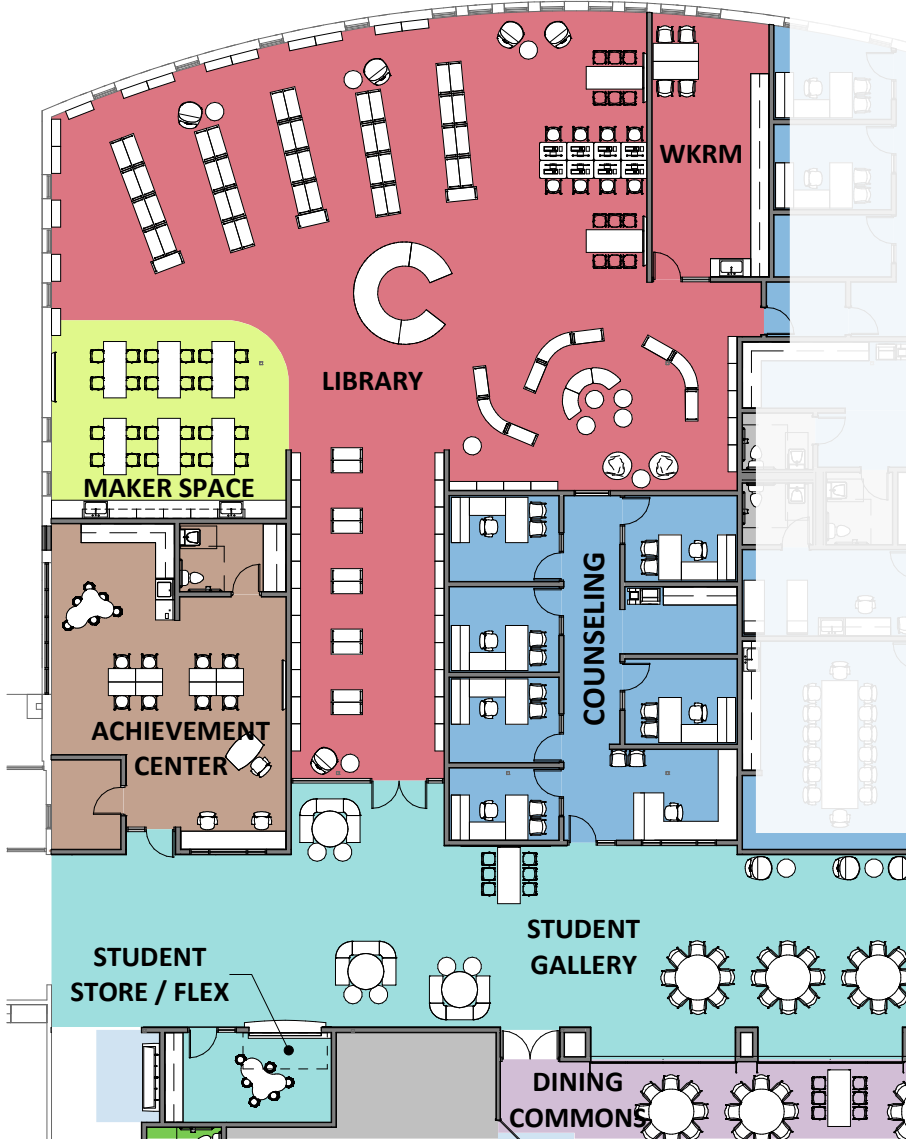 WKRM
LIBRARY
MAKER SPACE
COUNSELING
ACHIEVEMENT
CENTER
STUDENT
GALLERY
STUDENT
STORE / FLEX
DINING
COMMONS